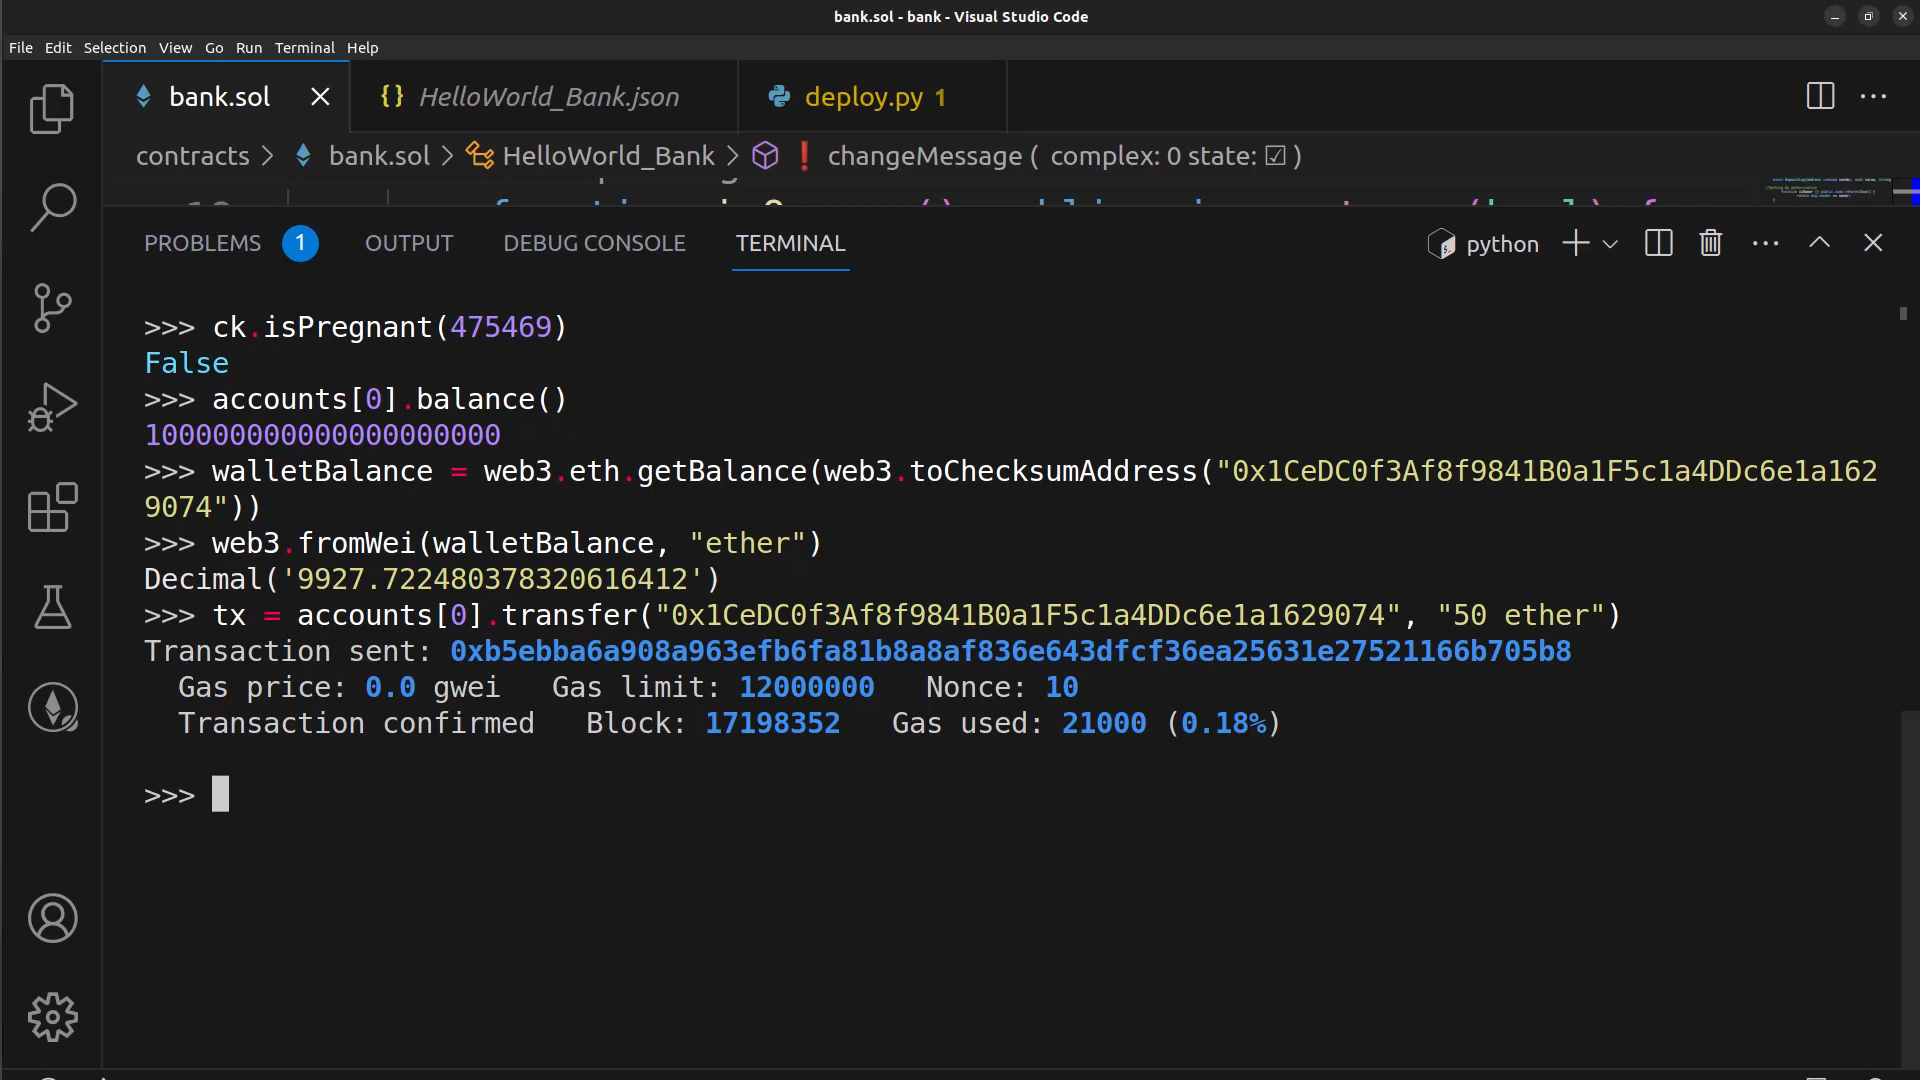 bank.sol - bank - Visual Studio Code
File Edit Selection View Go Run Terminal Help
bank.sol
{} HelloWorld_Bank.json
deploy.py 1
contracts > bank.sol > HelloWorld_Bank > changeMessage ( complex: 0 state: ☑ )
PROBLEMS 1 OUTPUT DEBUG CONSOLE TERMINAL
python
>>> ck.isPregnant(475469)
False
>>> accounts[0].balance()
100000000000000000000
>>> walletBalance = web3.eth.getBalance(web3.toChecksumAddress("0x1CeDC0f3Af8f9841B0a1F5c1a4DDc6e1a162
9074"))
>>> web3.fromWei(walletBalance, "ether")
Decimal('9927.722480378320616412')
>>> tx = accounts[0].transfer("0x1CeDC0f3Af8f9841B0a1F5c1a4DDc6e1a1629074", "50 ether")
Transaction sent: 0xb5ebba6a908a963efb6fa81b8a8af836e643dfcf36ea25631e27521166b705b8
Gas price: 0.0 gwei Gas limit: 12000000 Nonce: 10
Transaction confirmed Block: 17198352 Gas used: 21000 (0.18%)
>>>